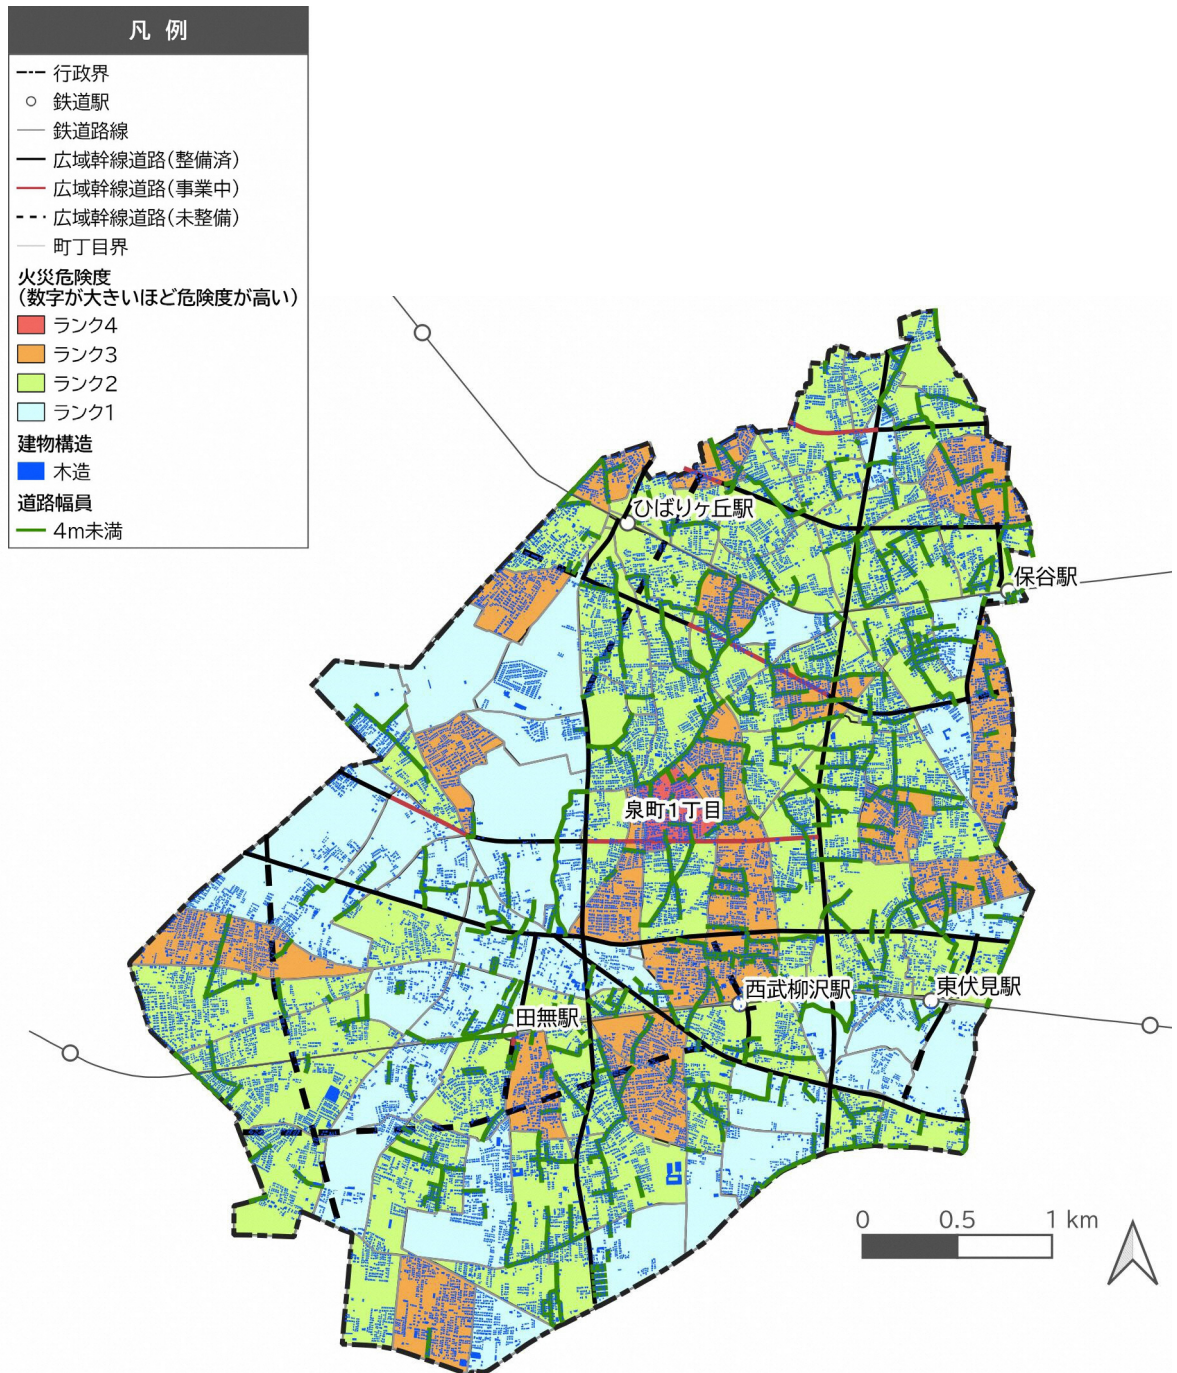 凡 例
行政界
鉄道駅
鉄道路線
広域幹線道路(整備済)
広域幹線道路(事業中)
広域幹線道路(未整備)
町丁目界
火災危険度
(数字が大きいほど危険度が高い)
ランク4
ランク3
ランク2
ランク1
建物構造
木造
道路幅員
4m未満
ひばりヶ丘駅
保谷駅
泉町1丁目
西武柳沢駅
東伏見駅
田無駅
0 0.5 1 km